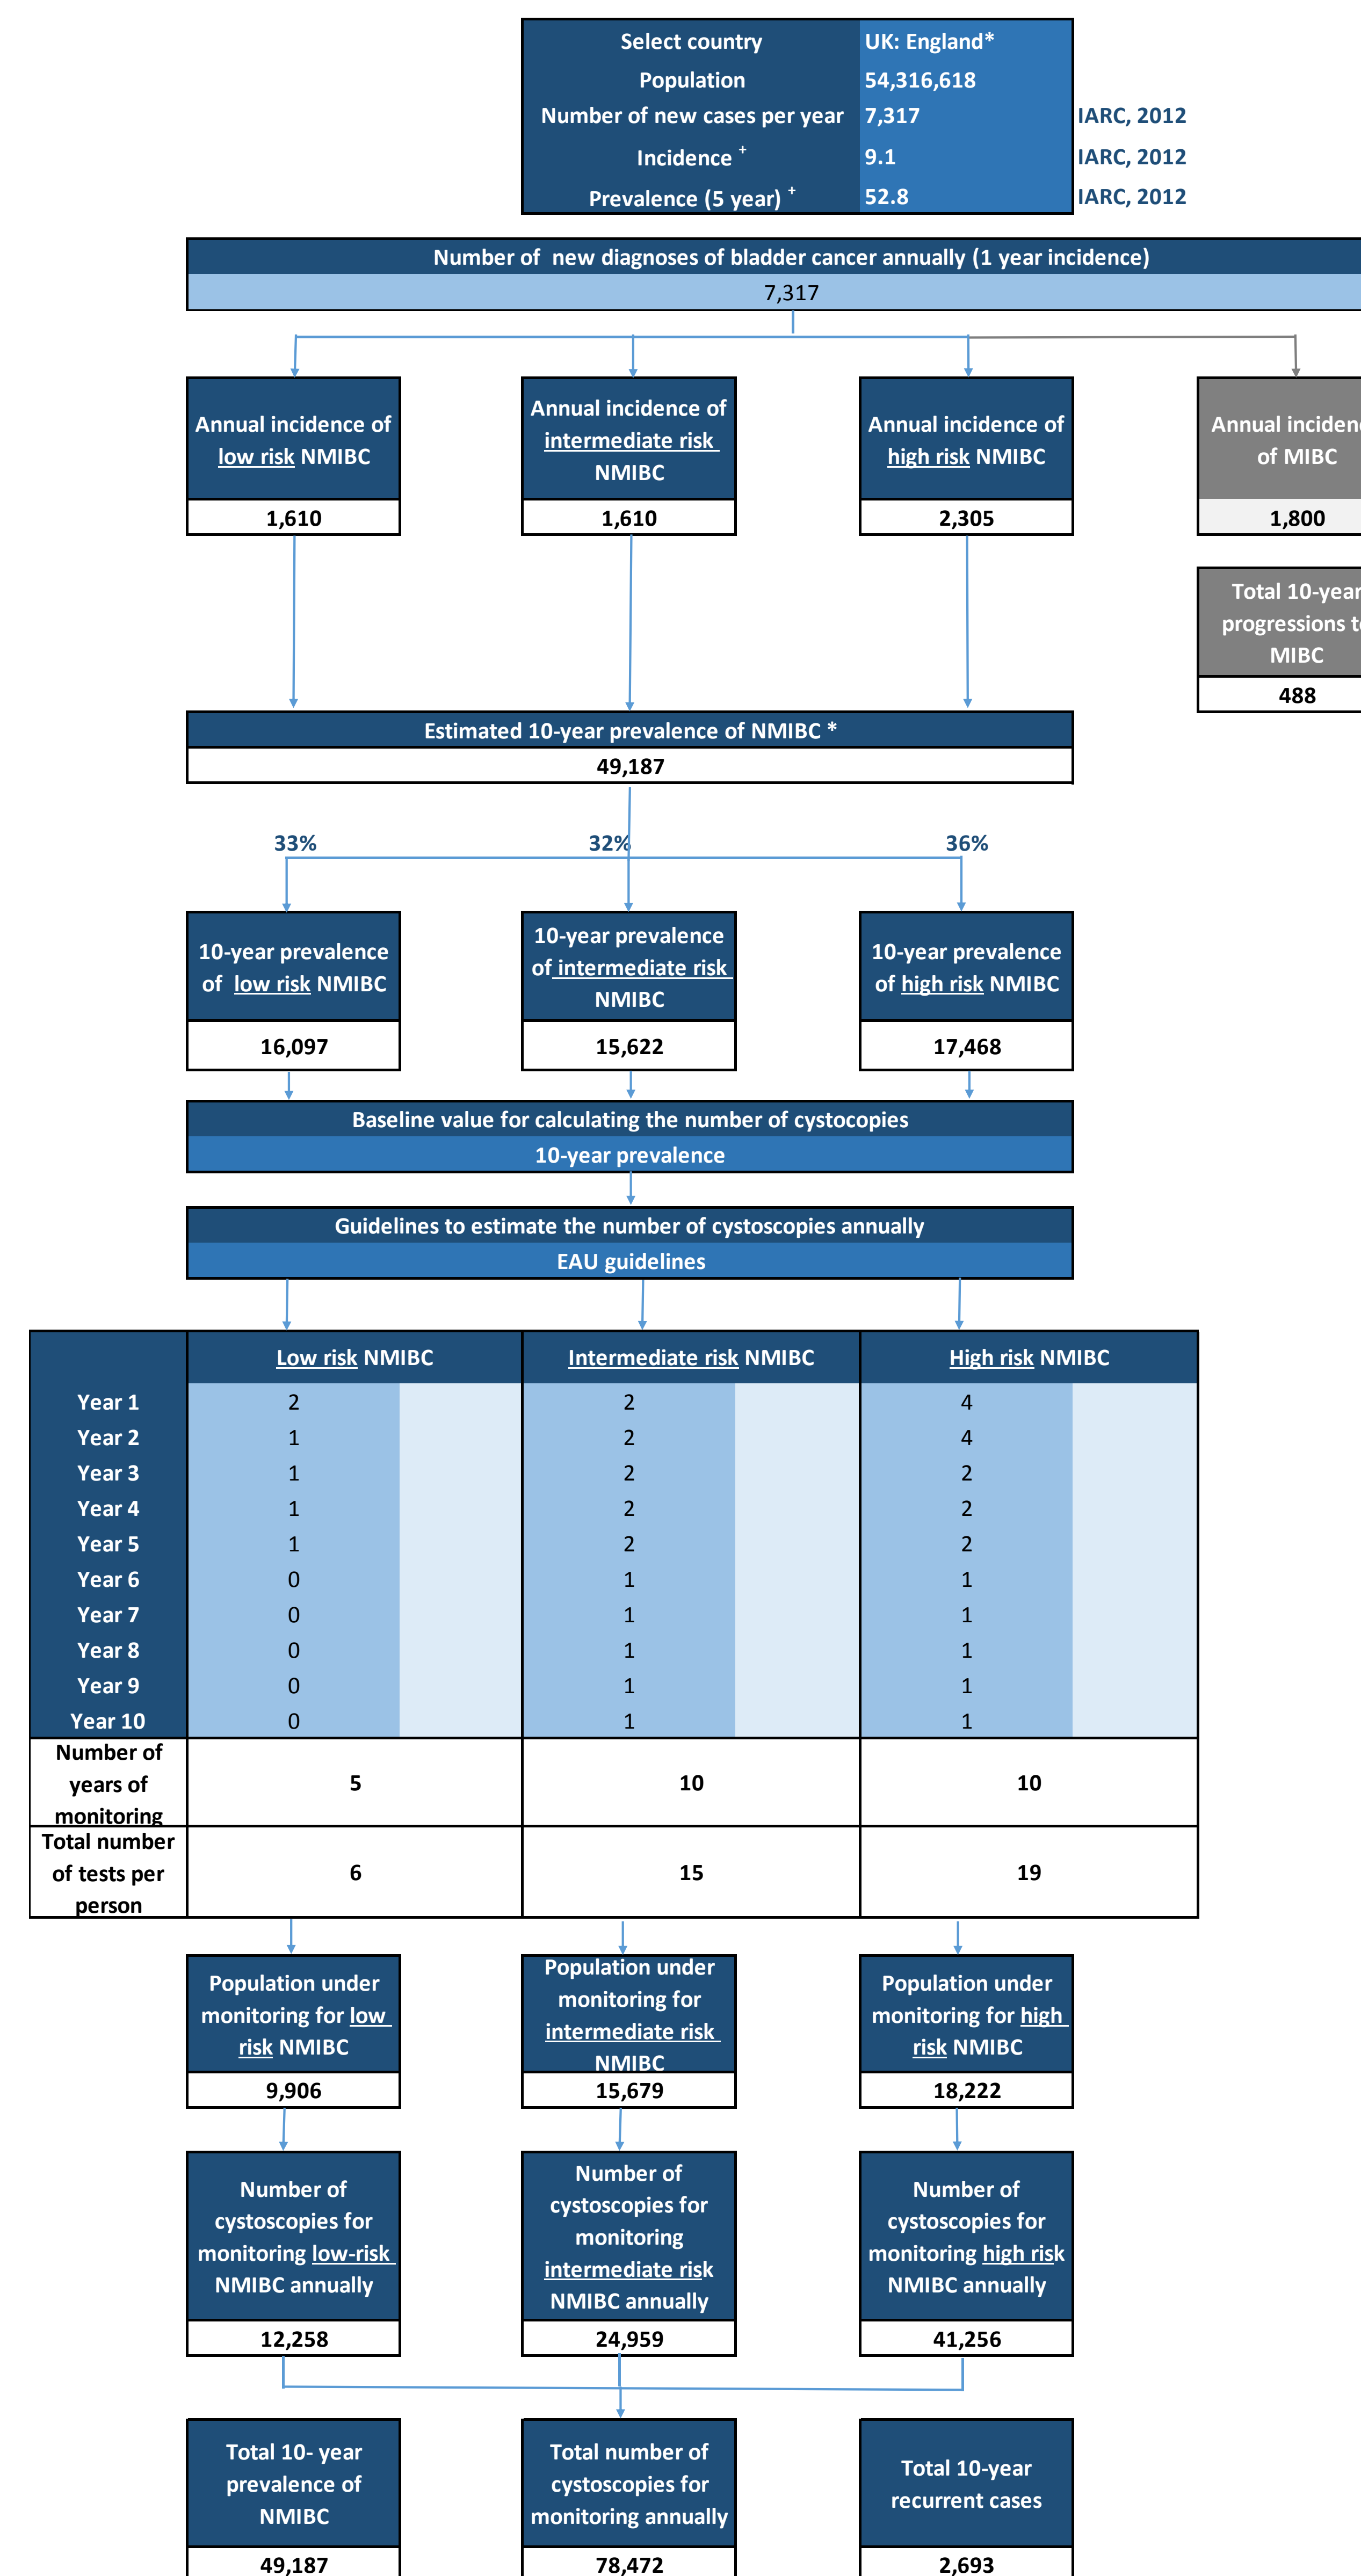 Select country UK: England*
Population 54,316,618
Number of new cases per year 7,317 IARC, 2012
Incidence + 9.1 IARC, 2012
Prevalence (5 year) + 52.8 IARC, 2012
Number of new diagnoses of bladder cancer annually (1 year incidence)
7,317
Annual incidence of
low risk NMIBC
1,610
Annual incidence of
intermediate risk
NMIBC
1,610
Annual incidence of
high risk NMIBC
2,305
Annual
of MIBC
1,800
Total 10-year
progressions
MIBC
488
Estimated 10-year prevalence of NMIBC *
49,187
33% 32% 36%
10-year prevalence
of low risk NMIBC
16,097
10-year prevalence
of intermediate risk
NMIBC
15,622
10-year prevalence
of high risk NMIBC
17,468
Baseline value for calculating the number of cystocopies
10-year prevalence
Guidelines to estimate the number of cystoscopies annually
EAU guidelines
Low risk NMIBC Intermediate risk NMIBC High risk NMIBC
Year 1 2 2 4
Year 2 1 2 4
Year 3 1 2 2
Year 4 1 2 2
Year 5 1 2 2
Year 6 0 1 1
Year 7 0 1 1
Year 8 0 1 1
Year 9 0 1 1
Year 10 0 1 1
Number of
years of
monitoring
5 10 10
Total number
of tests per
person
6 15 19
Population under
monitoring for low
risk NMIBC
9,906
Population under
monitoring for
intermediate risk
NMIBC
15,679
Population under
monitoring for high
risk NMIBC
18,222
Number of
cystoscopies for
monitoring low-risk
NMIBC annually
12,258
Number of
cystoscopies for
monitoring
intermediate risk
NMIBC annually
24,959
Number of
cystoscopies for
monitoring high risk
NMIBC annually
41,256
Total 10- year
prevalence of
NMIBC
49,187
Total number of
cystoscopies for
monitoring annually
78,472
Total 10-year
recurrent cases
2,693